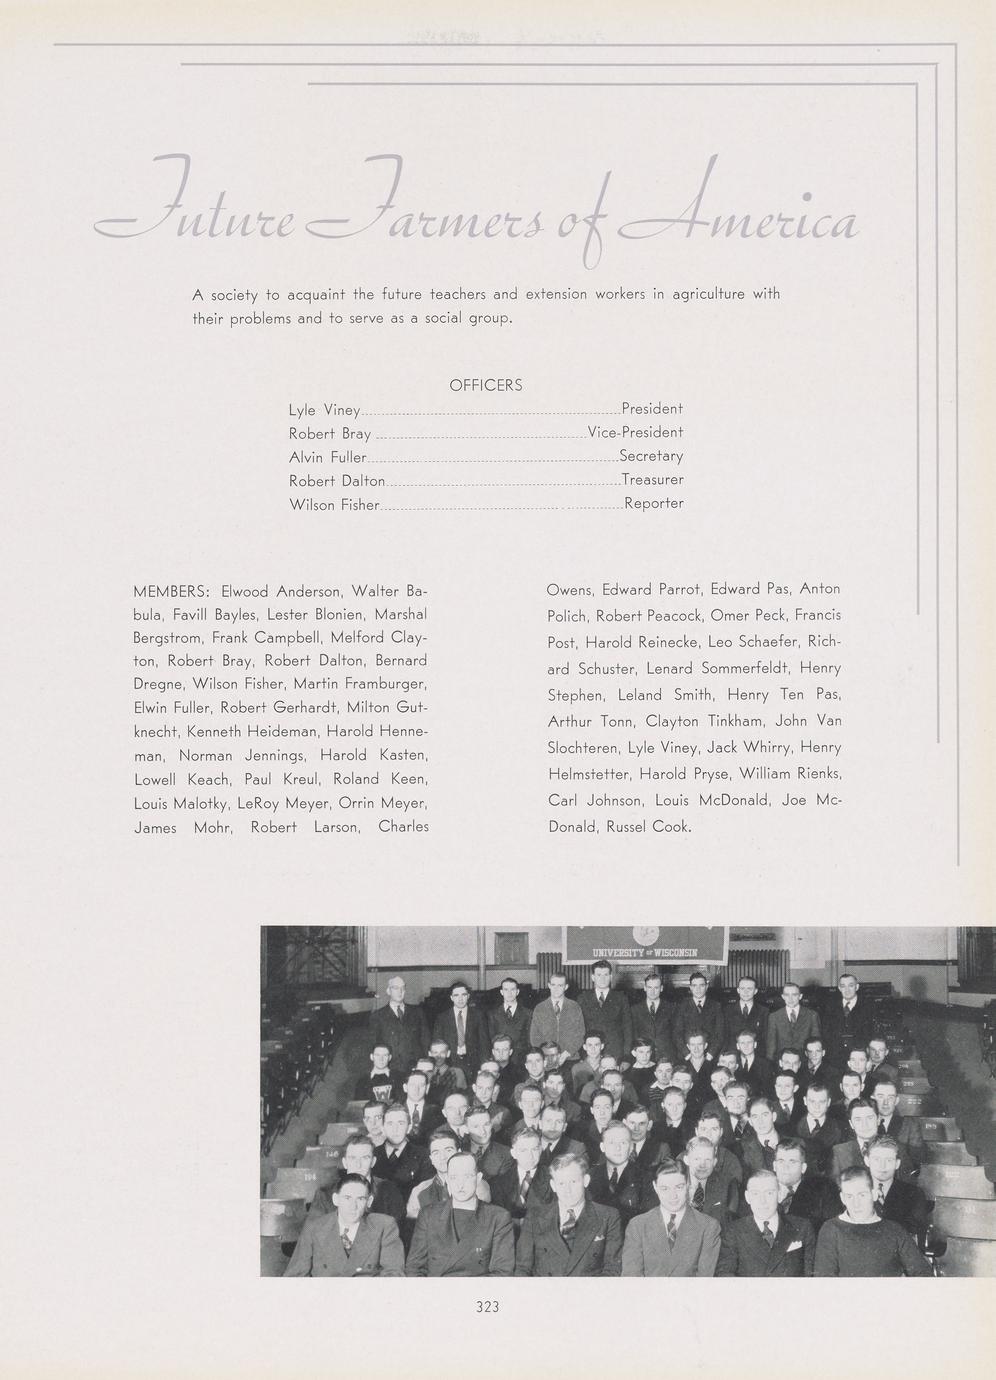 Future Farmers of America
A society to acquaint the future teachers and extension workers in agriculture with
their problems and to serve as a social group.
OFFICERS
Lyle Viney President
Robert Bray Vice-President
Alvin Fuller Secretary
Robert Dalton Treasurer
Wilson Fisher Reporter
MEMBERS: Elwood Anderson, Walter Ba-
bula, Favill Bayles, Lester Blonien, Marshal
Bergstrom, Frank Campbell, Melford Clay-
ton, Robert Bray, Robert Dalton, Bernard
Dregne, Wilson Fisher, Martin Framburger,
Elwin Fuller, Robert Gerhardt, Milton Gut-
knecht, Kenneth Heideman, Harold Henne-
man, Norman Jennings, Harold Kasten,
Lowell Keach, Paul Kreul, Roland Keen,
Louis Malotky, LeRoy Meyer, Orrin Meyer,
James Mohr, Robert Larson, Charles
Owens, Edward Parrot, Edward Pas, Anton
Polich, Robert Peacock, Omer Peck, Francis
Post, Harold Reinecke, Leo Schaefer, Rich-
ard Schuster, Lenard Sommerfeldt, Henry
Stephen, Leland Smith, Henry Ten Pas,
Arthur Tonn, Clayton Tinkham, John Van
Slochteren, Lyle Viney, Jack Whirry, Henry
Helmstetter, Harold Pryse, William Rienks,
Carl Johnson, Louis McDonald, Joe Mc-
Donald, Russel Cook.
UNIVERSITY OF WISCONSIN
W
194
323